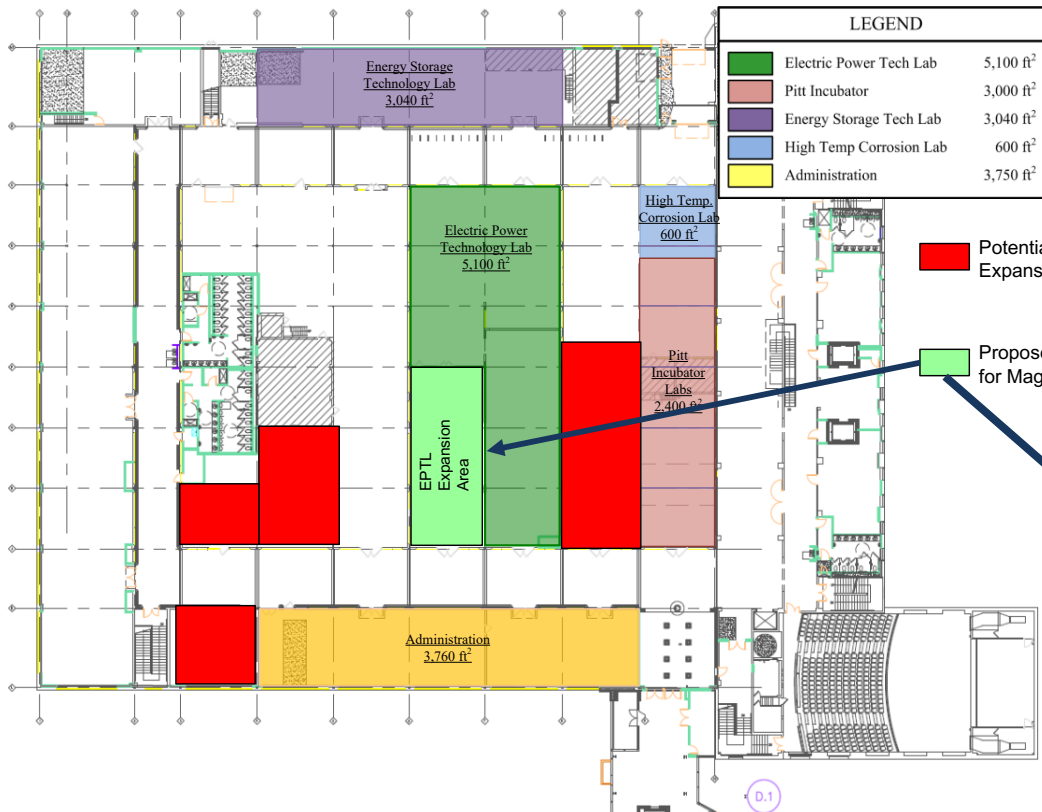 LEGEND
Electric Power Tech Lab 5,100 ft²
Pitt Incubator 3,000 ft²
Energy Storage Tech Lab 3,040 ft²
High Temp Corrosion Lab 600 ft²
Administration 3,750 ft²
Energy Storage
Technology Lab
3,040 ft²
High Temp.
Corrosion Lab
600 ft²
Electric Power
Technology Lab
5,100 ft²
Potentia
Expans
Propose
for Mag
Pitt
Incubator
Labs
2,400 ft²
EPTL
Expansion
Area
Administration
3,760 ft²
D.1